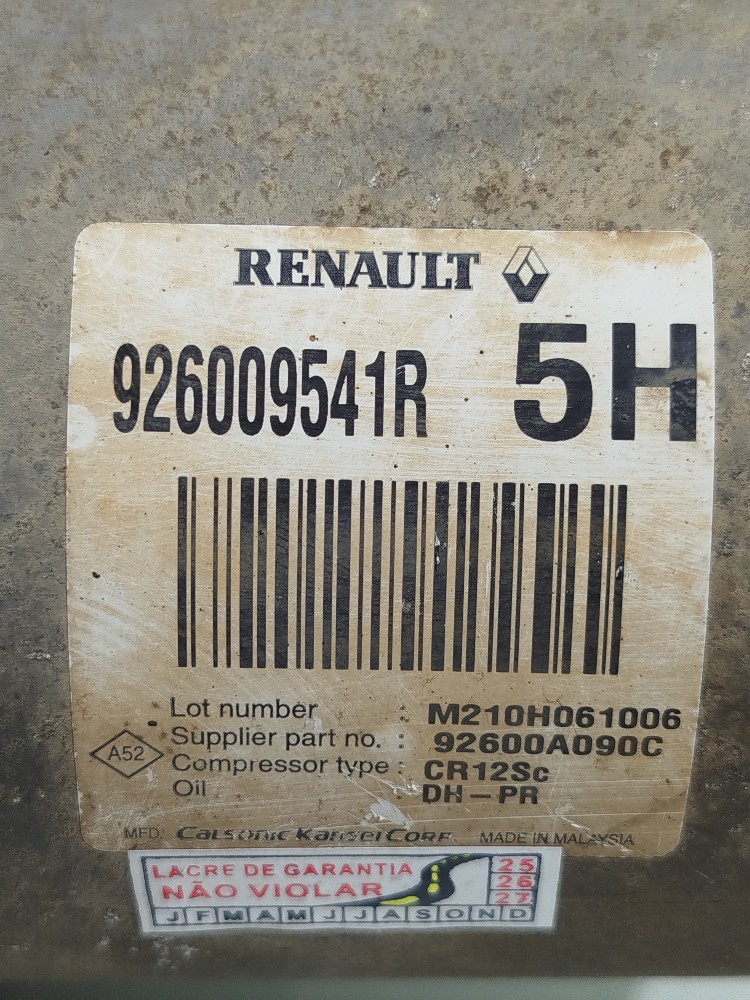 RENAULT
926009541R 5H
Lot number : M210H061006
Supplier part no. : 92600A090C
Compressor type : CR12Sc
Oil DH-PR
A52
MFD. CALSONIC KANSEI CORP. MADE IN MALAYSIA
LACRE DE GARANTIA 25
NÃO VIOLAR 26
27
J F M A M J J A S O N D